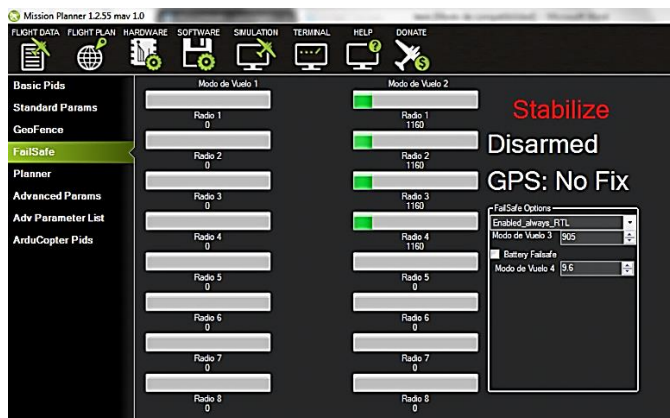 Mission Planner 1.2.55 mav 1.0
FLIGHT DATA FLIGHT PLAN HARDWARE SOFTWARE SIMULATION TERMINAL HELP DONATE
Basic Pids
Standard Params
GeoFence
FailSafe
Planner
Advanced Params
Adv Parameter List
ArduCopter Pids
Modo de Vuelo 1
Radio 1
0
Radio 2
0
Radio 3
0
Radio 4
0
Radio 5
0
Radio 6
0
Radio 7
0
Radio 8
0
Modo de Vuelo 2
Radio 1
1160
Radio 2
1160
Radio 3
1160
Radio 4
1160
Radio 5
0
Radio 6
0
Radio 7
0
Radio 8
0
Stabilize
Disarmed
GPS: No Fix
FailSafe Options
Enabled_always_RTL
Modo de Vuelo 3 905
Battery Failsafe
Modo de Vuelo 4 9.6